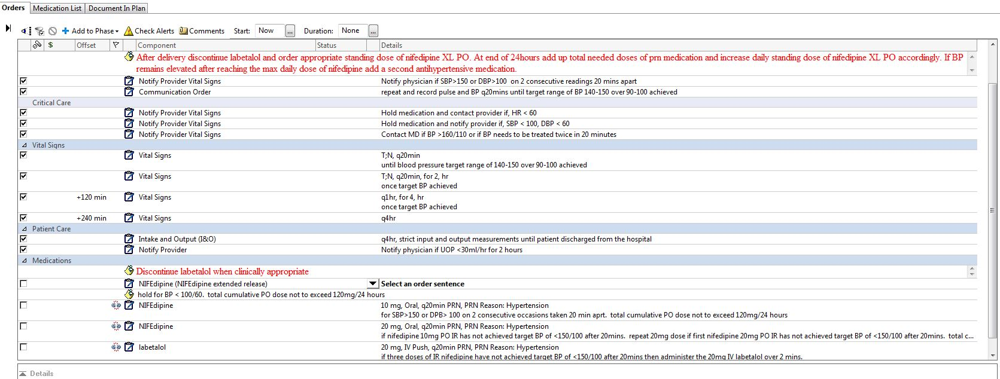 Orders Medication List Document In Plan
Add to Phase Check Alerts Comments Start: Now ... Duration: None ...
$ Offset Component Status Details
After delivery discontinue labetalol and order appropriate standing dose of nifedipine XL PO. At end of 24hours add up total needed doses of prn medication and increase daily standing dose of nifedipine XL PO accordingly. If BP
remains elevated after reaching the max daily dose of nifedipine add a second antihypertensive medication.
Notify Provider Vital Signs Notify physician if SBP>150 or DBP>100 on 2 consecutive readings 20 mins apart
Communication Order repeat and record pulse and BP q20mins until target range of BP 140-150 over 90-100 achieved
Critical Care
Notify Provider Vital Signs Hold medication and contact provider if, HR < 60
Notify Provider Vital Signs Hold medication and notify provider if, SBP < 100, DBP < 60
Notify Provider Vital Signs Contact MD if BP >160/110 or if BP needs to be treated twice in 20 minutes
Vital Signs
Vital Signs T;N, q20min
until blood pressure target range of 140-150 over 90-100 achieved
Vital Signs T;N, q20min, for 2, hr
once target BP achieved
+120 min Vital Signs q1hr, for 4, hr
once target BP achieved
+240 min Vital Signs q4hr
Patient Care
Intake and Output (I&O) q4hr, strict input and output measurements until patient discharged from the hospital
Notify Provider Notify physician if UOP <30ml/hr for 2 hours
Medications
Discontinue labetalol when clinically appropriate
NIFEdipine (NIFEdipine extended release) Select an order sentence
hold for BP < 100/60. total cumulative PO dose not to exceed 120mg/24 hours
NIFEdipine 10 mg, Oral, q20min PRN, PRN Reason: Hypertension
for SBP>150 or DPB> 100 on 2 consecutive occasions taken 20 min aprt. total cumulative PO dose not to exceed 120mg/24 hours
NIFEdipine 20 mg, Oral, q20min PRN, PRN Reason: Hypertension
if nifedipine 10mg PO IR has not achieved target BP of <150/100 after 20mins. repeat 20mg dose if first nifedipine 20mg PO IR has not achieved target BP of <150/100 after 20mins. total c...
labetalol 20 mg, IV Push, q20min PRN, PRN Reason: Hypertension
if three doses of IR nifedipine have not achieved target BP of <150/100 after 20mins then administer the 20mg IV labetalol over 2 mins.
Details